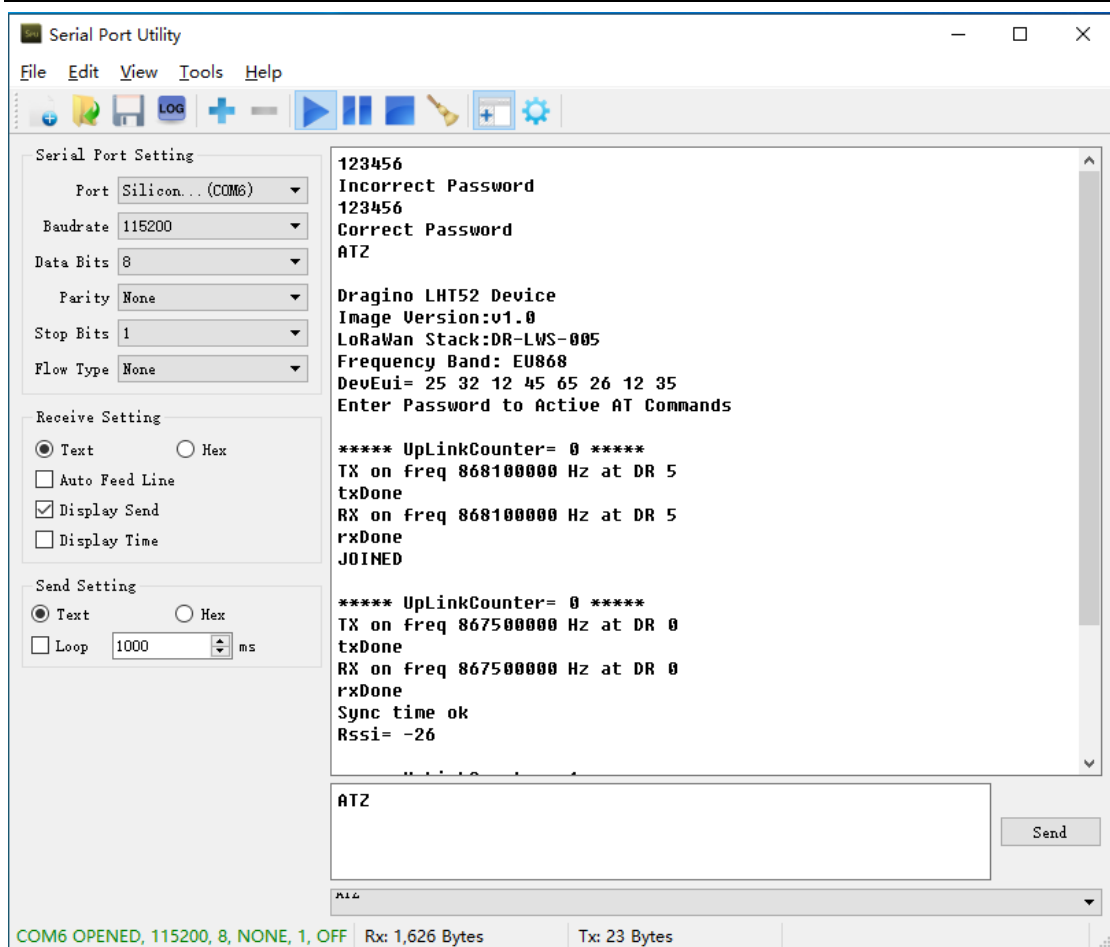 Serial Port Utility
File Edit View Tools Help
LOG
Serial Port Setting
Port Silicon...(COM6)
Baudrate 115200
Data Bits 8
Parity None
Stop Bits 1
Flow Type None
Receive Setting
Text Hex
Auto Feed Line
Display Send
Display Time
Send Setting
Text Hex
Loop 1000 ms
123456
Incorrect Password
123456
Correct Password
ATZ
Dragino LHT52 Device
Image Version:v1.0
LoRaWan Stack:DR-LWS-005
Frequency Band: EU868
DevEui= 25 32 12 45 65 26 12 35
Enter Password to Active AT Commands
***** UpLinkCounter= 0 *****
TX on freq 868100000 Hz at DR 5
txDone
RX on freq 868100000 Hz at DR 5
rxDone
JOINED
***** UpLinkCounter= 0 *****
TX on freq 867500000 Hz at DR 0
txDone
RX on freq 867500000 Hz at DR 0
rxDone
Sync time ok
Rssi= -26
ATZ
Send
ATZ
COM6 OPENED, 115200, 8, NONE, 1, OFF Rx: 1,626 Bytes Tx: 23 Bytes